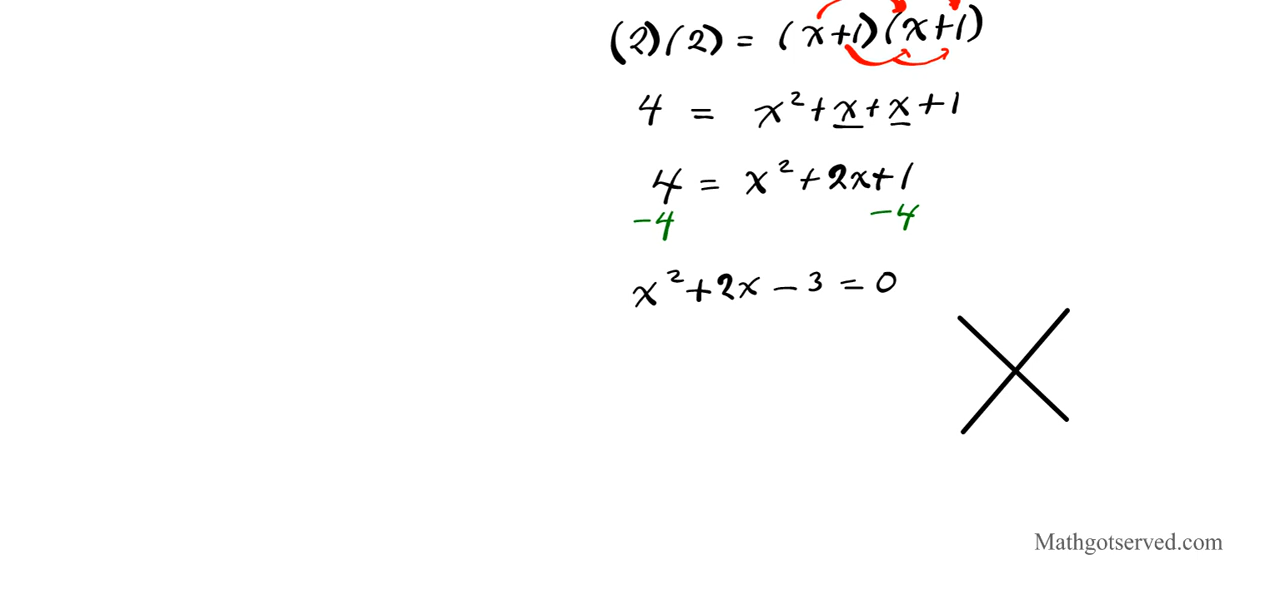 (2)(2) = (x+1)(x+1)
4 = x²+x+x+1
4 = x²+2x+1
-4 -4
x²+2x-3=0
Mathgotserved.com